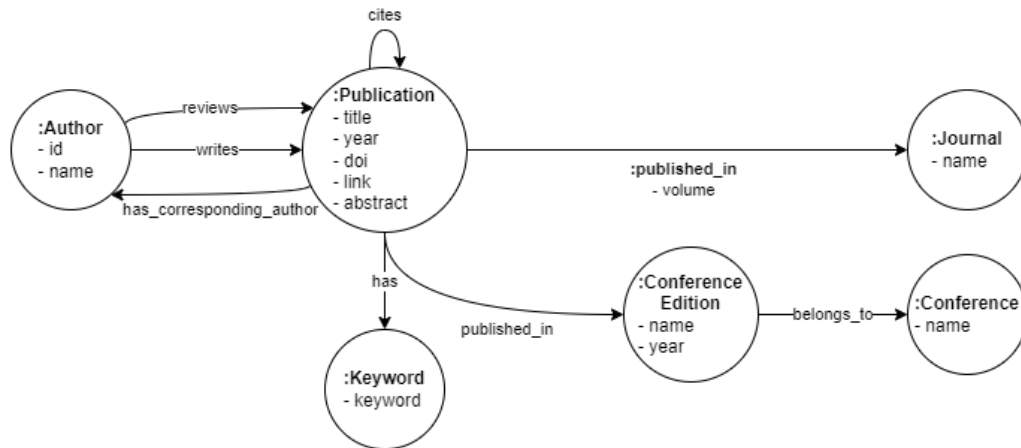 cites
:Publication
- title
- year
- doi
- link
- abstract
reviews
:Author
- id
- name
writes
has_corresponding_author
:published_in
- volume
:Journal
- name
has
published_in
:Conference
Edition
- name
- year
belongs_to
:Conference
- name
:Keyword
- keyword